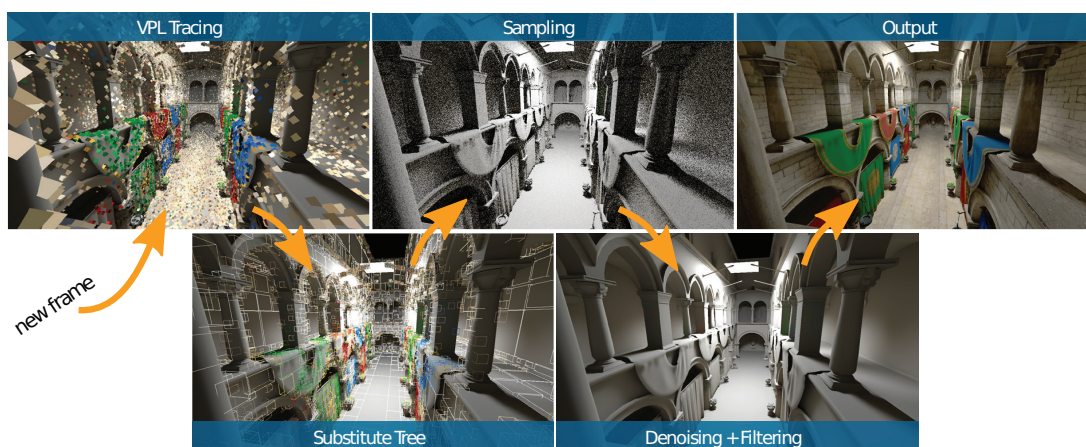 VPL Tracing
Sampling
Output
new frame
Substitute Tree
Denoising + Filtering